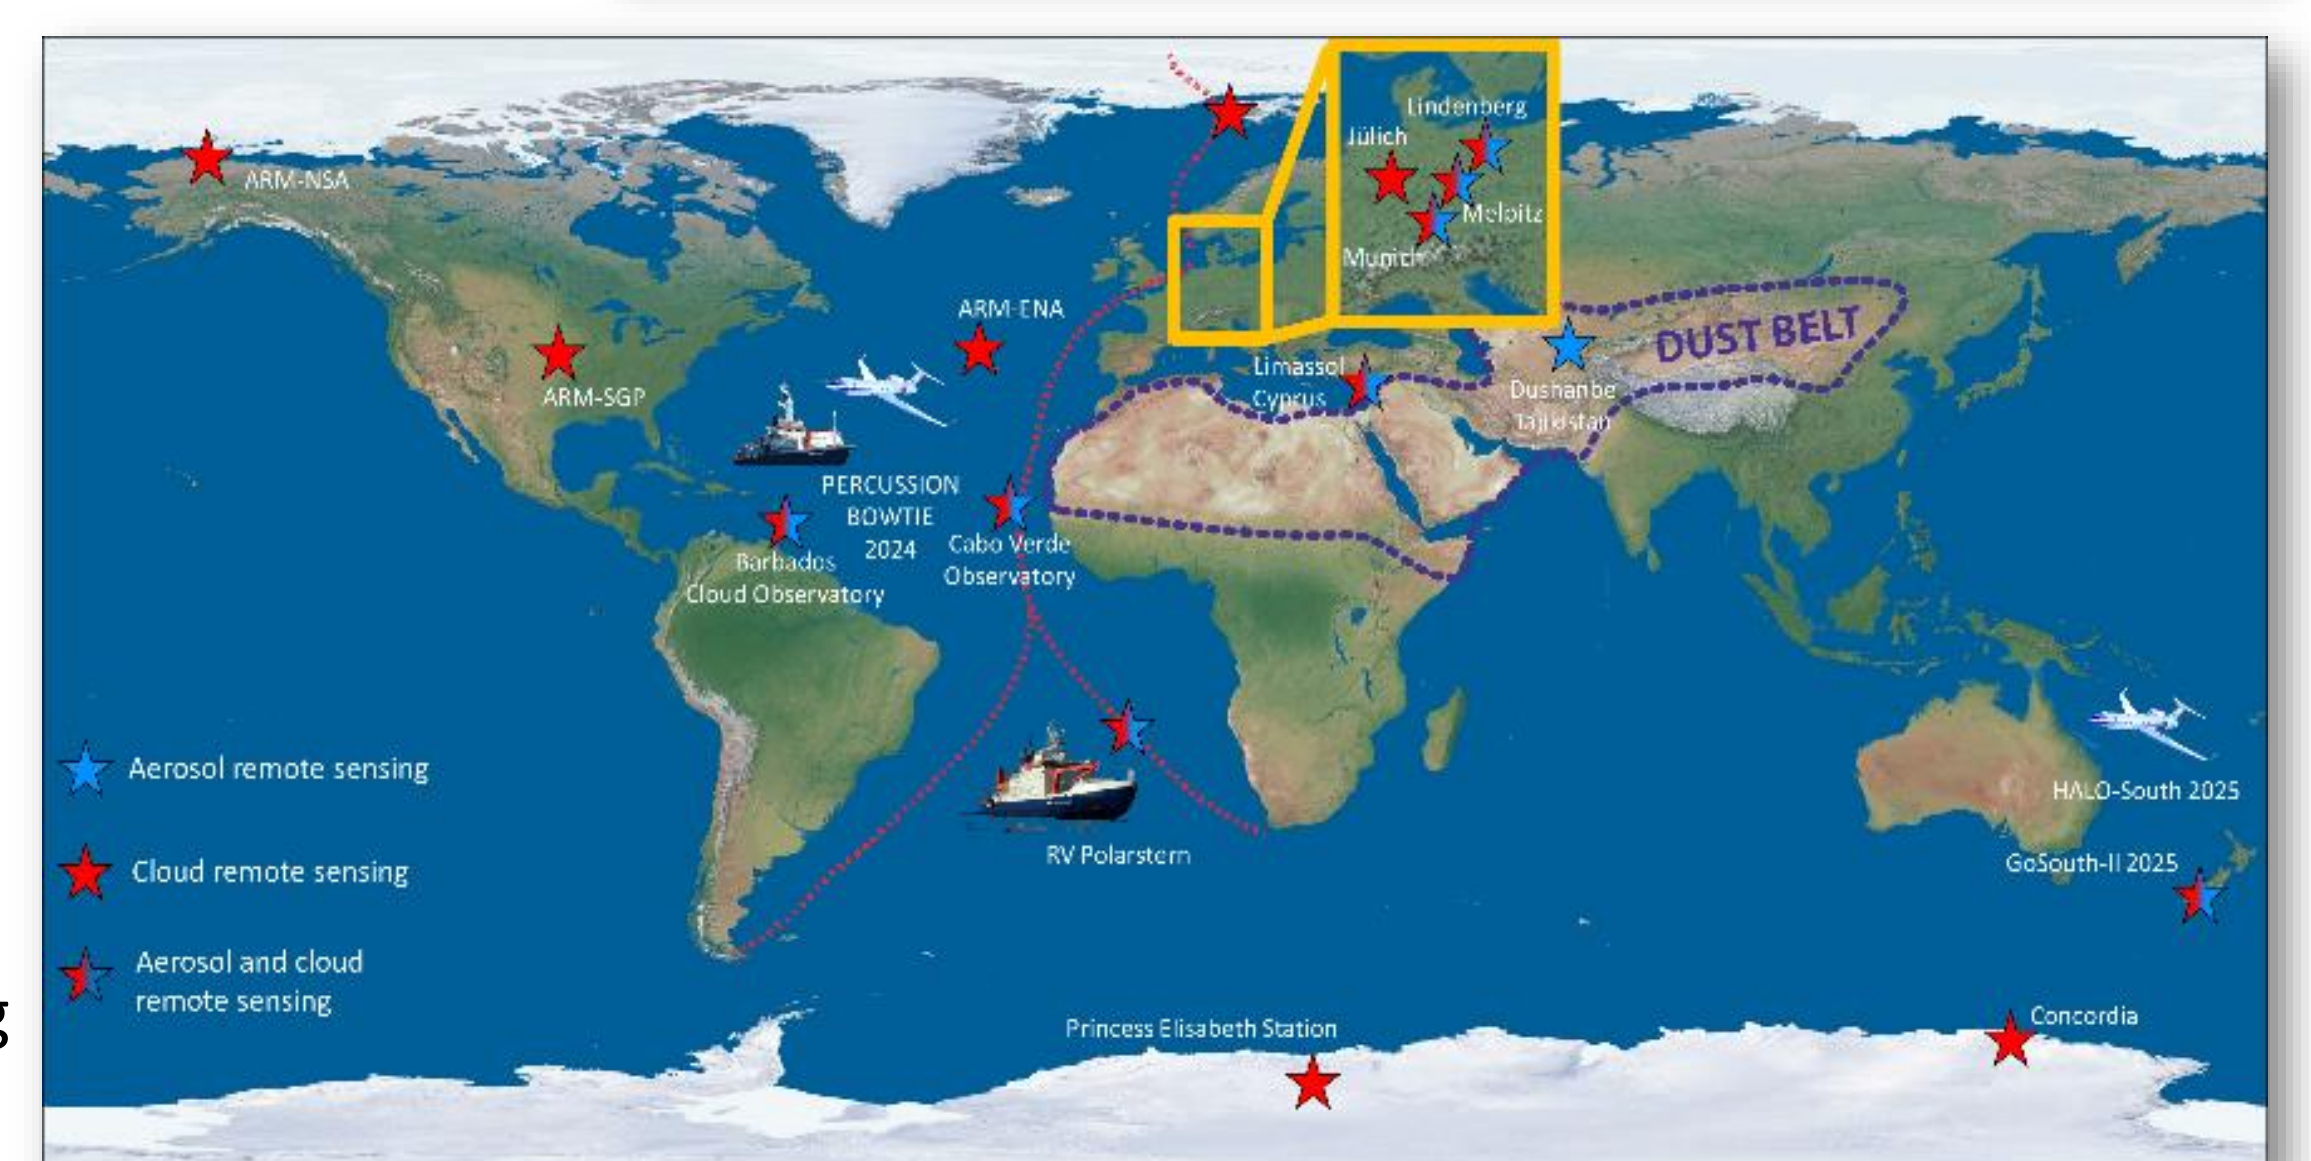 Lindenberg
Jülich
Melpitz
Munich
ARM-NSA
ARM-ENA
ARM-SGP
DUST BELT
Limassol
Cyprus
Dushanbe
Tajikistan
PERCUSSION
BOWTIE
2024
Cabo Verde
Observatory
Barbados
Cloud Observatory
Aerosol remote sensing
Cloud remote sensing
Aerosol and cloud
remote sensing
RV Polarstern
HALO-South 2025
GoSouth-II 2025
Princess Elisabeth Station
Concordia
g